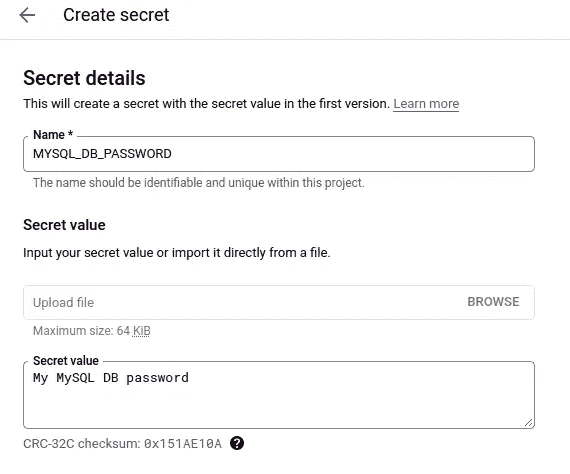 Create secret
Secret details
This will create a secret with the secret value in the first version. Learn more
Name *
MYSQL_DB_PASSWORD
The name should be identifiable and unique within this project.
Secret value
Input your secret value or import it directly from a file.
Upload file BROWSE
Maximum size: 64 KiB
Secret value
My MySQL DB password
CRC-32C checksum: 0x151AE10A ?